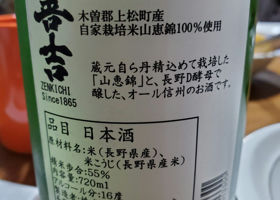 善吉
ZENKICHI
Since1865
木曽郡上松町産
自家栽培米山恵錦100%使用
蔵元自ら丹精込めて栽培した
「山恵錦」と、長野D酵母で
醸した、オール信州のお酒です。
品目 日本酒
原材料名:米(長野県産)、
米こうじ(長野県産米)
精米歩合:55%
内容量:720ml
アルコール分:16度